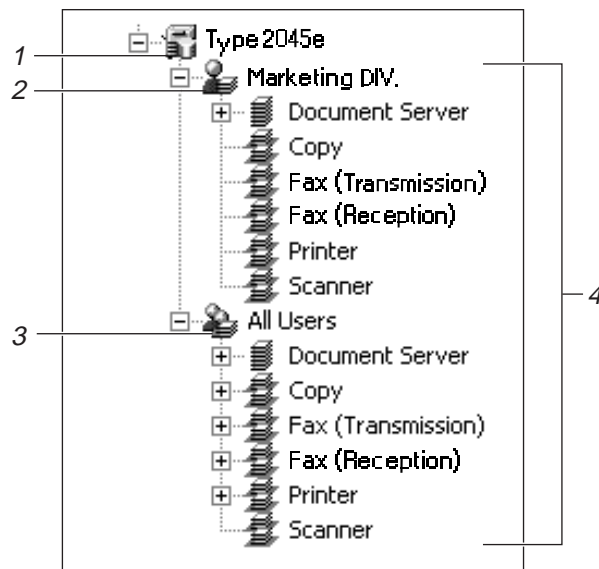 1 Type 2045e
2 Marketing DIV.
Document Server
Copy
Fax (Transmission)
Fax (Reception)
Printer
Scanner
4
3 All Users
Document Server
Copy
Fax (Transmission)
Fax (Reception)
Printer
Scanner